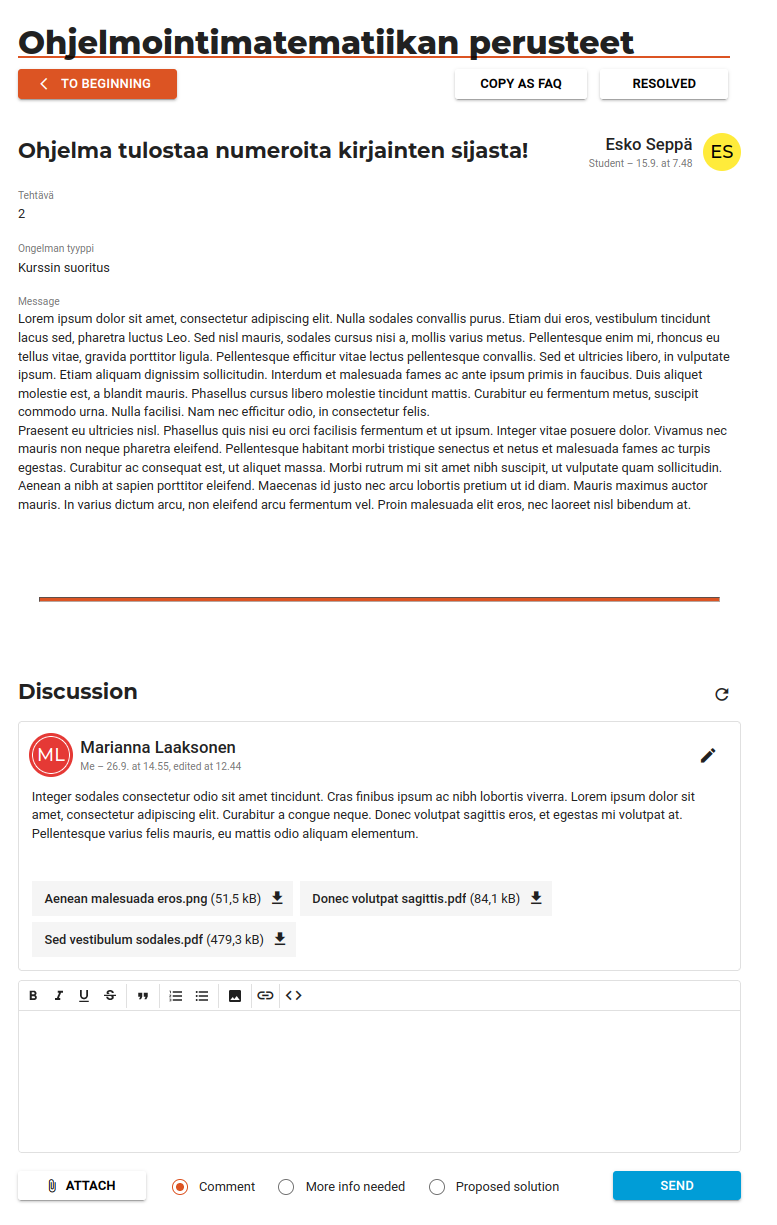 Ohjelmointimatematiikan perusteet
TO BEGINNING
COPY AS FAQ
RESOLVED
Ohjelma tulostaa numeroita kirjainten sijasta!
Esko Seppä
Student – 15.9. at 7.48
ES
Tehtävä
2
Ongelman tyyppi
Kurssin suoritus
Message
Lorem ipsum dolor sit amet, consectetur adipiscing elit. Nulla sodales convallis purus. Etiam dui eros, vestibulum tincidunt
lacus sed, pharetra luctus Leo. Sed nisl mauris, sodales cursus nisi a, mollis varius metus. Pellentesque enim mi, rhoncus eu
tellus vitae, gravida porttitor ligula. Pellentesque efficitur vitae lectus pellentesque convallis. Sed et ultricies libero, in vulputate
ipsum. Etiam aliquam dignissim sollicitudin. Interdum et malesuada fames ac ante ipsum primis in faucibus. Duis aliquet
molestie est, a blandit mauris. Phasellus cursus libero molestie tincidunt mattis. Curabitur eu fermentum metus, suscipit
commodo urna. Nulla facilisi. Nam nec efficitur odio, in consectetur felis.
Praesent eu ultricies nisl. Phasellus quis nisi eu orci facilisis fermentum et ut ipsum. Integer vitae posuere dolor. Vivamus nec
mauris non neque pharetra eleifend. Pellentesque habitant morbi tristique senectus et netus et malesuada fames ac turpis
egestas. Curabitur ac consequat est, ut aliquet massa. Morbi rutrum mi sit amet nibh suscipit, ut vulputate quam sollicitudin.
Aenean a nibh at sapien porttitor eleifend. Maecenas id justo nec arcu lobortis pretium ut id diam. Mauris maximus auctor
mauris. In varius dictum arcu, non eleifend arcu fermentum vel. Proin malesuada elit eros, nec laoreet nisl bibendum at.
Discussion
ML
Marianna Laaksonen
Me – 26.9. at 14.55, edited at 12.44
Integer sodales consectetur odio sit amet tincidunt. Cras finibus ipsum ac nibh lobortis viverra. Lorem ipsum dolor sit
amet, consectetur adipiscing elit. Curabitur a congue neque. Donec volutpat sagittis eros, et egestas mi volutpat at.
Pellentesque varius felis mauris, eu mattis odio aliquam elementum.
Aenean malesuada eros.png (51,5 kB)
Donec volutpat sagittis.pdf (84,1 kB)
Sed vestibulum sodales.pdf (479,3 kB)
ATTACH
Comment
More info needed
Proposed solution
SEND